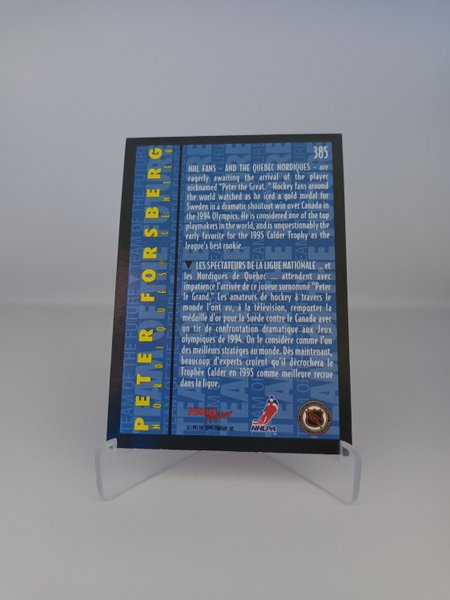 385
NHL FANS - AND THE QUEBEC NORDIQUES - are
eagerly awaiting the arrival of the player
nicknamed "Peter the Great." Hockey fans around
the world watched as he iced a gold medal for
Sweden in a dramatic shootout win over Canada in
the 1994 Olympics. He is considered one of the top
playmakers in the world, and is unquestionably the
early favorite for the 1995 Calder Trophy as the
league's best rookie.
LES SPECTATEURS DE LA LIGUE NATIONALE ... et
les Nordiques de Québec ... attendent avec
impatience l'arrivée de ce joueur surnommé "Peter
le Grand." Les amateurs de hockey à travers le
monde l'ont vu, à la télévision, remporter la
médaille d'or pour la Suède contre le Canada avec
un tir de confrontation dramatique aux Jeux
olympiques de 1994. On le considère comme l'on
des meilleurs stratèges au monde. Dès maintenant,
beaucoup d'experts croient qu'il décrochera le
Trophée Calder en 1995 comme meilleure recrue
dans la ligue.
PETER FORSBERG
NORDIQUES CENTER
TEAM OF THE FUTURE
NHLPA